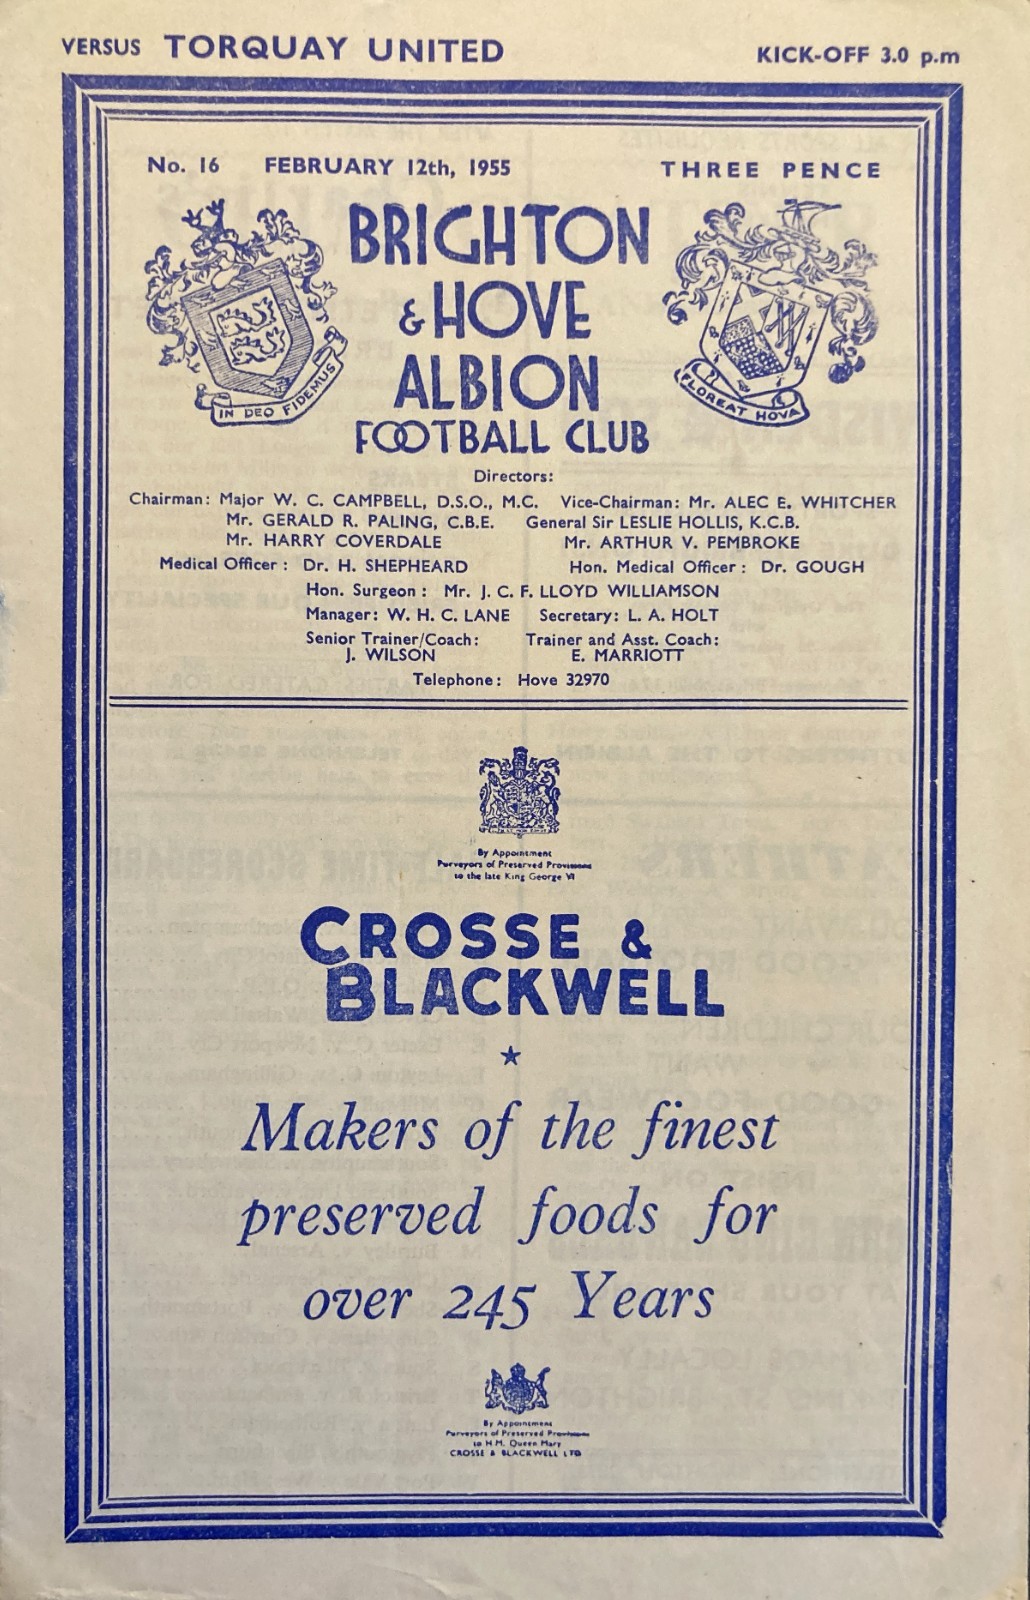 VERSUS TORQUAY UNITED KICK-OFF 3.0 p.m
No. 16 FEBRUARY 12th, 1955 THREE PENCE
BRIGHTON
& HOVE
ALBION
FOOTBALL CLUB
IN DEO FIDEMUS
FLOREAT HOVA
Directors:
Chairman: Major W. C. CAMPBELL, D.S.O., M.C. Vice-Chairman: Mr. ALEC E. WHITCHER
Mr. GERALD R. PALING, C.B.E. General Sir LESLIE HOLLIS, K.C.B.
Mr. HARRY COVERDALE Mr. ARTHUR V. PEMBROKE
Medical Officer : Dr. H. SHEPHEARD Hon. Medical Officer : Dr. GOUGH
Hon. Surgeon : Mr. J. C. F. LLOYD WILLIAMSON
Manager: W. H. C. LANE Secretary: L. A. HOLT
Senior Trainer/Coach: Trainer and Asst. Coach:
J. WILSON E. MARRIOTT
Telephone: Hove 32970
By Appointment
Purveyors of Preserved Provisions
to the late King George VI
CROSSE &
BLACKWELL
Makers of the finest
preserved foods for
over 245 Years
By Appointment
Purveyors of Preserved Provisions
to H.M. Queen Mary
CROSSE & BLACKWELL LTD